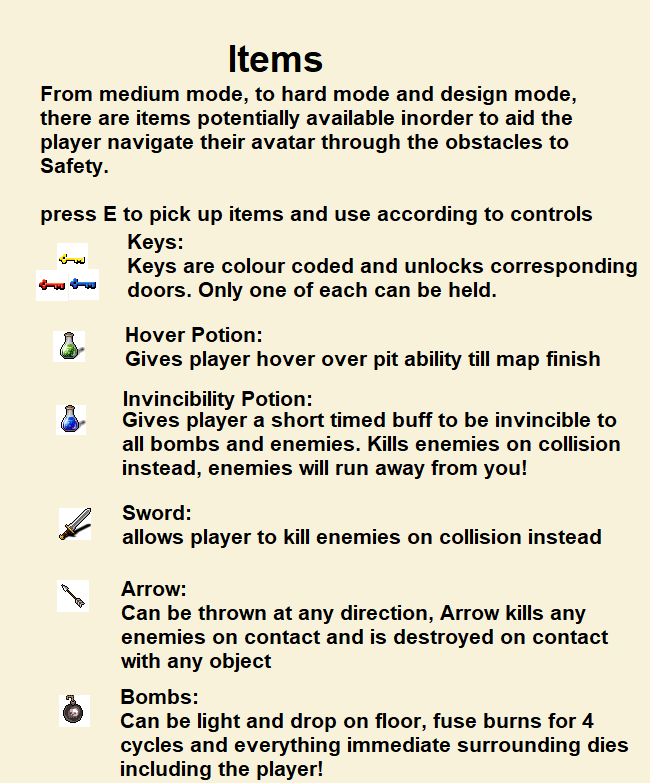 Items
From medium mode, to hard mode and design mode,
there are items potentially available inorder to aid the
player navigate their avatar through the obstacles to
Safety.
press E to pick up items and use according to controls
Keys:
Keys are colour coded and unlocks corresponding
doors. Only one of each can be held.
Hover Potion:
Gives player hover over pit ability till map finish
Invincibility Potion:
Gives player a short timed buff to be invincible to
all bombs and enemies. Kills enemies on collision
instead, enemies will run away from you!
Sword:
allows player to kill enemies on collision instead
Arrow:
Can be thrown at any direction, Arrow kills any
enemies on contact and is destroyed on contact
with any object
Bombs:
Can be light and drop on floor, fuse burns for 4
cycles and everything immediate surrounding dies
including the player!